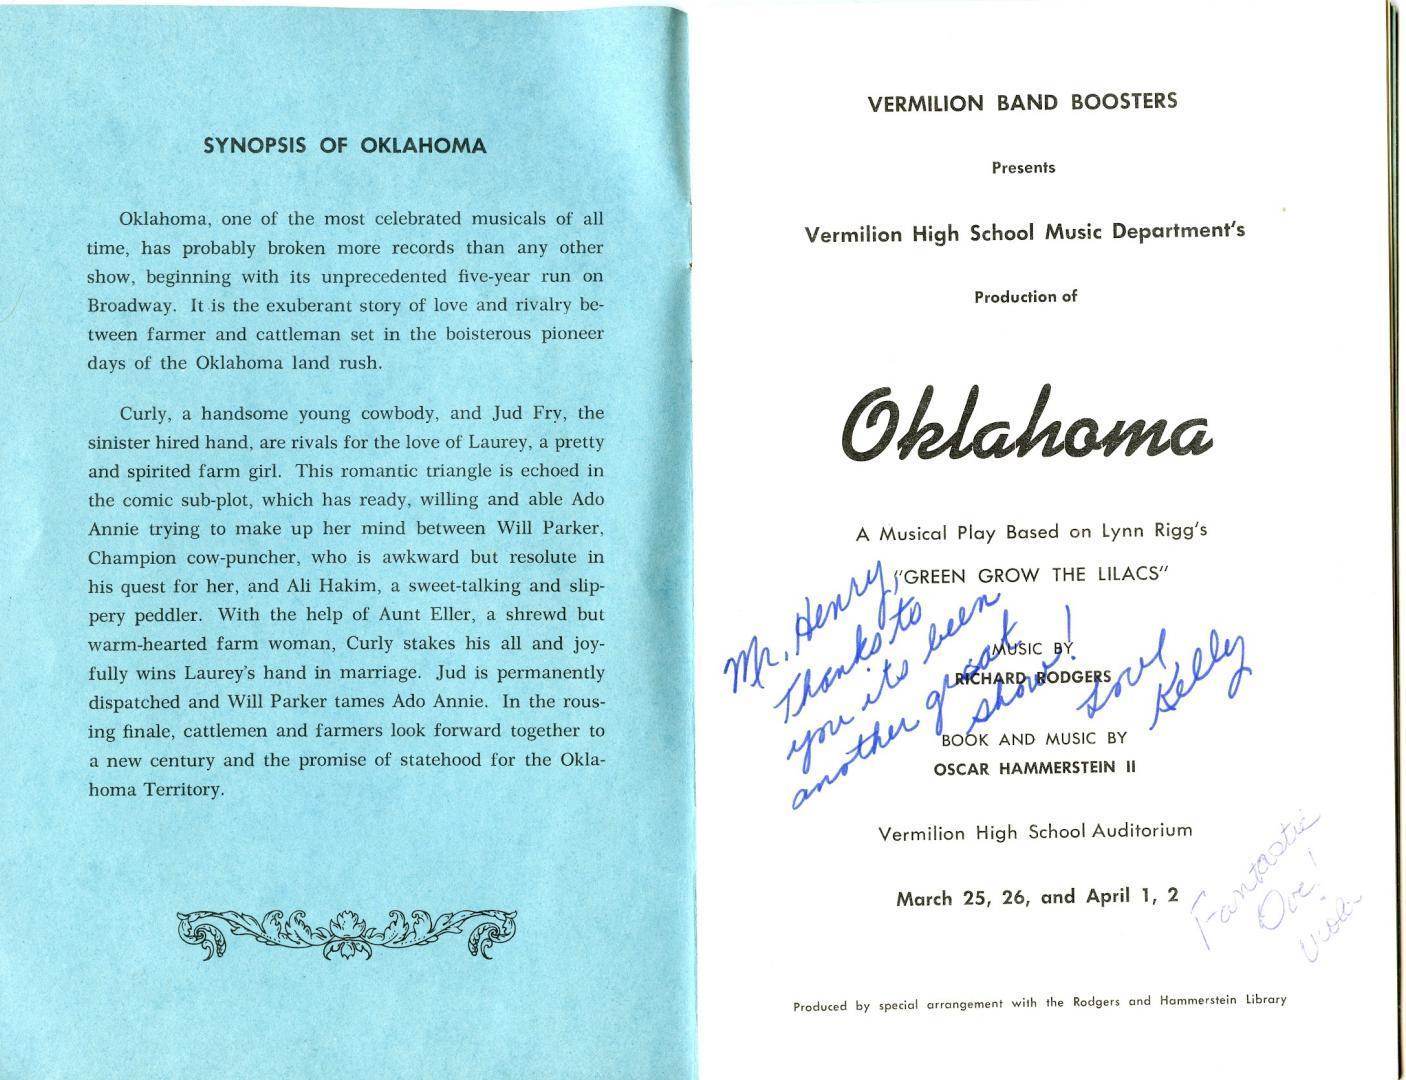 SYNOPSIS OF OKLAHOMA
Oklahoma, one of the most celebrated musicals of all
time, has probably broken more records than any other
show, beginning with its unprecedented five-year run on
Broadway. It is the exuberant story of love and rivalry be-
tween farmer and cattleman set in the boisterous pioneer
days of the Oklahoma land rush.
Curly, a handsome young cowbody, and Jud Fry, the
sinister hired hand, are rivals for the love of Laurey, a pretty
and spirited farm girl. This romantic triangle is echoed in
the comic sub-plot, which has ready, willing and able Ado
Annie trying to make up her mind between Will Parker,
Champion cow-puncher, who is awkward but resolute in
his quest for her, and Ali Hakim, a sweet-talking and slip-
pery peddler. With the help of Aunt Eller, a shrewd but
warm-hearted farm woman, Curly stakes his all and joy-
fully wins Laurey's hand in marriage. Jud is permanently
dispatched and Will Parker tames Ado Annie. In the rous-
ing finale, cattlemen and farmers look forward together to
a new century and the promise of statehood for the Okla-
homa Territory.
VERMILION BAND BOOSTERS
Presents
Vermilion High School Music Department's
Production of
Oklahoma
A Musical Play Based on Lynn Rigg's
"GREEN GROW THE LILACS"
MUSIC BY
RICHARD RODGERS
BOOK AND MUSIC BY
OSCAR HAMMERSTEIN II
Vermilion High School Auditorium
March 25, 26, and April 1, 2
Produced by special arrangement with the Rodgers and Hammerstein Library
Mr. Henry,
Thanks to
you its been
another great
show!
Love,
Kelly
Fantastic